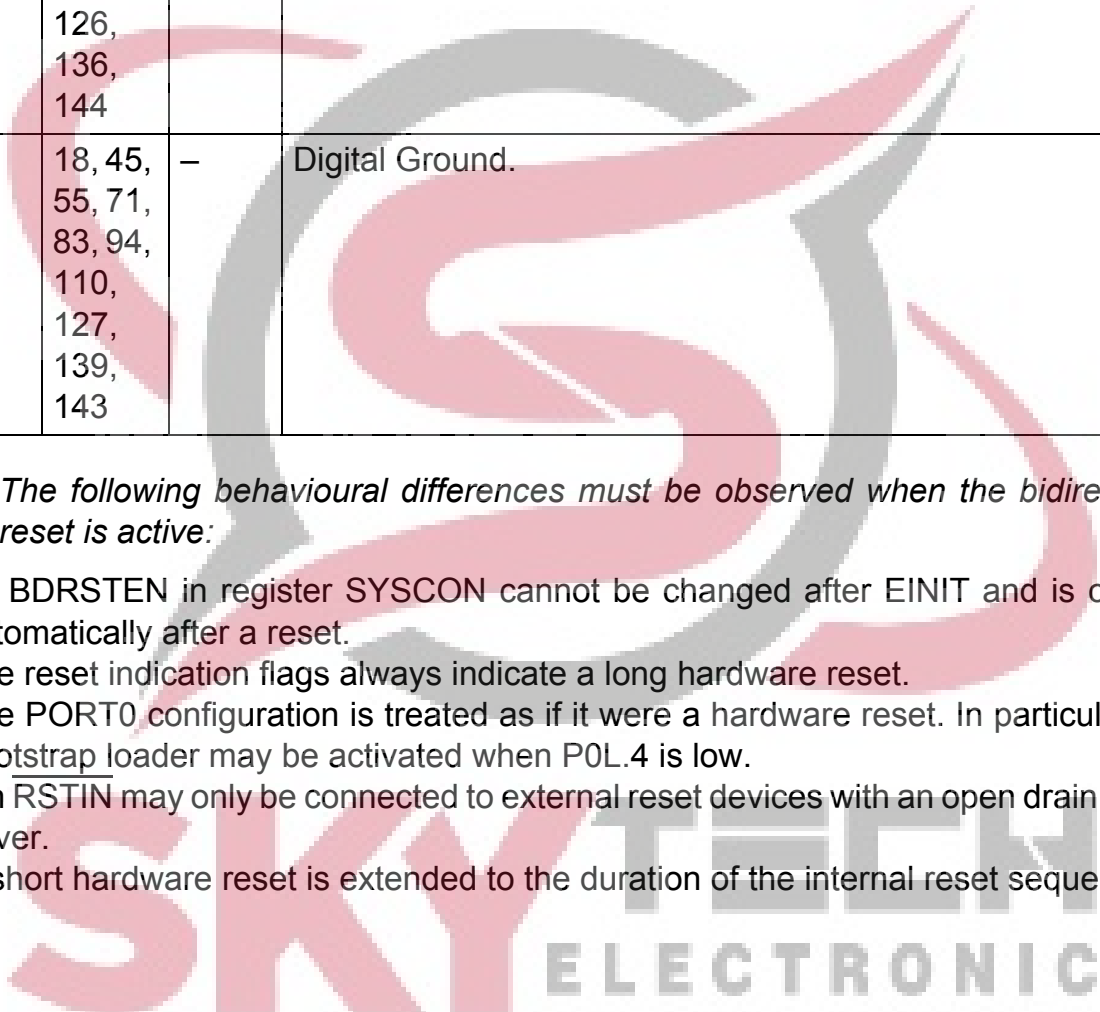 126,
136,
144
18, 45, – Digital Ground.
55, 71,
83, 94,
110,
127,
139,
143
The following behavioural differences must be observed when the bidire
reset is active:
BDRSTEN in register SYSCON cannot be changed after EINIT and is c
tomatically after a reset.
e reset indication flags always indicate a long hardware reset.
e PORT0 configuration is treated as if it were a hardware reset. In particul
otstrap loader may be activated when P0L.4 is low.
n RSTIN may only be connected to external reset devices with an open drain
ver.
short hardware reset is extended to the duration of the internal reset seque
SKYTECH
ELECTRONIC